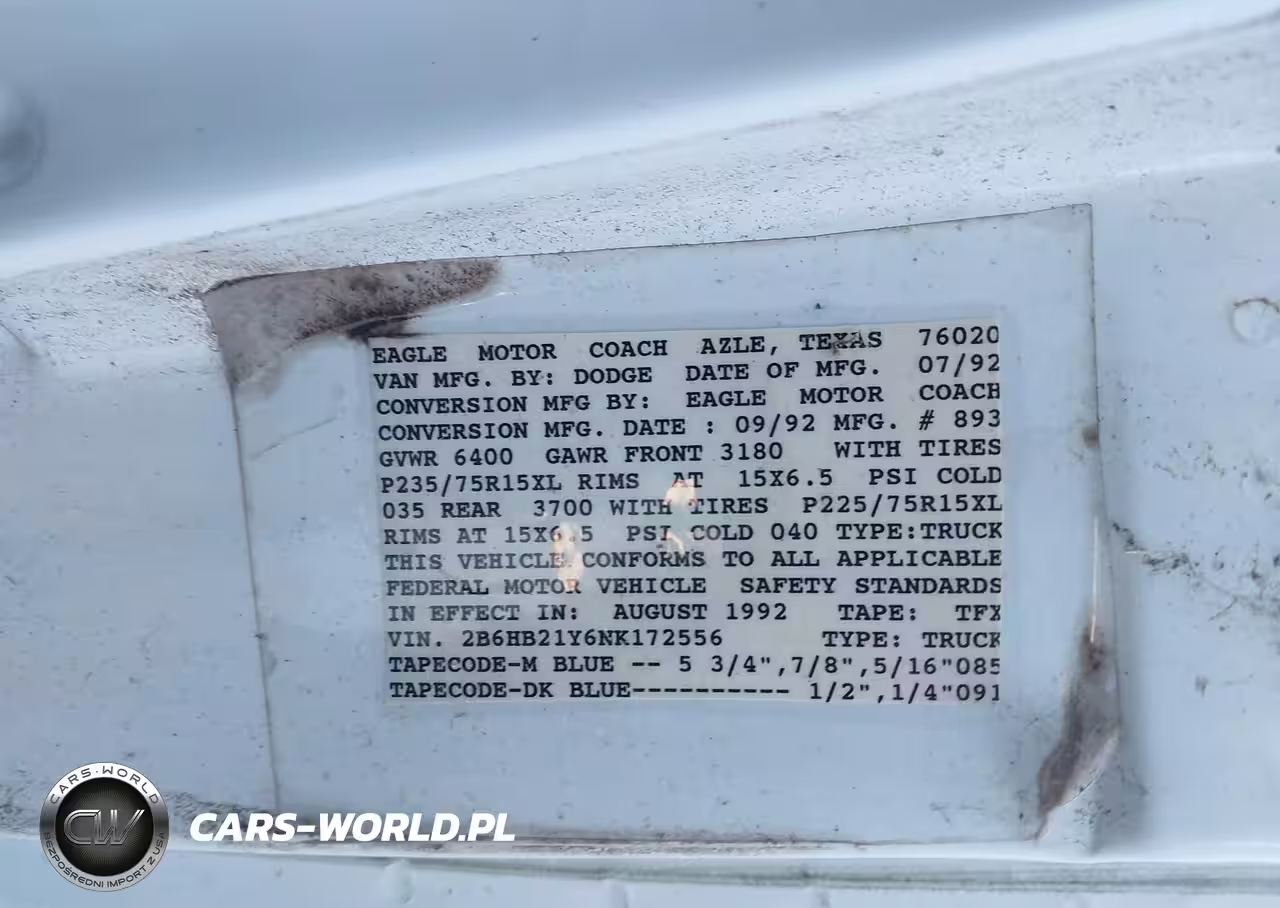 EAGLE MOTOR COACH AZLE, TEXAS 76020
VAN MFG. BY: DODGE DATE OF MFG. 07/92
CONVERSION MFG BY: EAGLE MOTOR COACH
CONVERSION MFG. DATE : 09/92 MFG. # 893
GVWR 6400 GAWR FRONT 3180 WITH TIRES
P235/75R15XL RIMS AT 15X6.5 PSI COLD
035 REAR 3700 WITH TIRES P225/75R15XL
RIMS AT 15X6.5 PSI COLD 040 TYPE:TRUCK
THIS VEHICLE CONFORMS TO ALL APPLICABLE
FEDERAL MOTOR VEHICLE SAFETY STANDARDS
IN EFFECT IN: AUGUST 1992 TAPE: TFX
VIN. 2B6HB21Y6NK172556 TYPE: TRUCK
TAPECODE-M BLUE -- 5 3/4",7/8",5/16"085
TAPECODE-DK BLUE---------- 1/2",1/4"091
CARS-WORLD
CW
BEZPOŚREDNI IMPORT Z USA
CARS-WORLD.PL